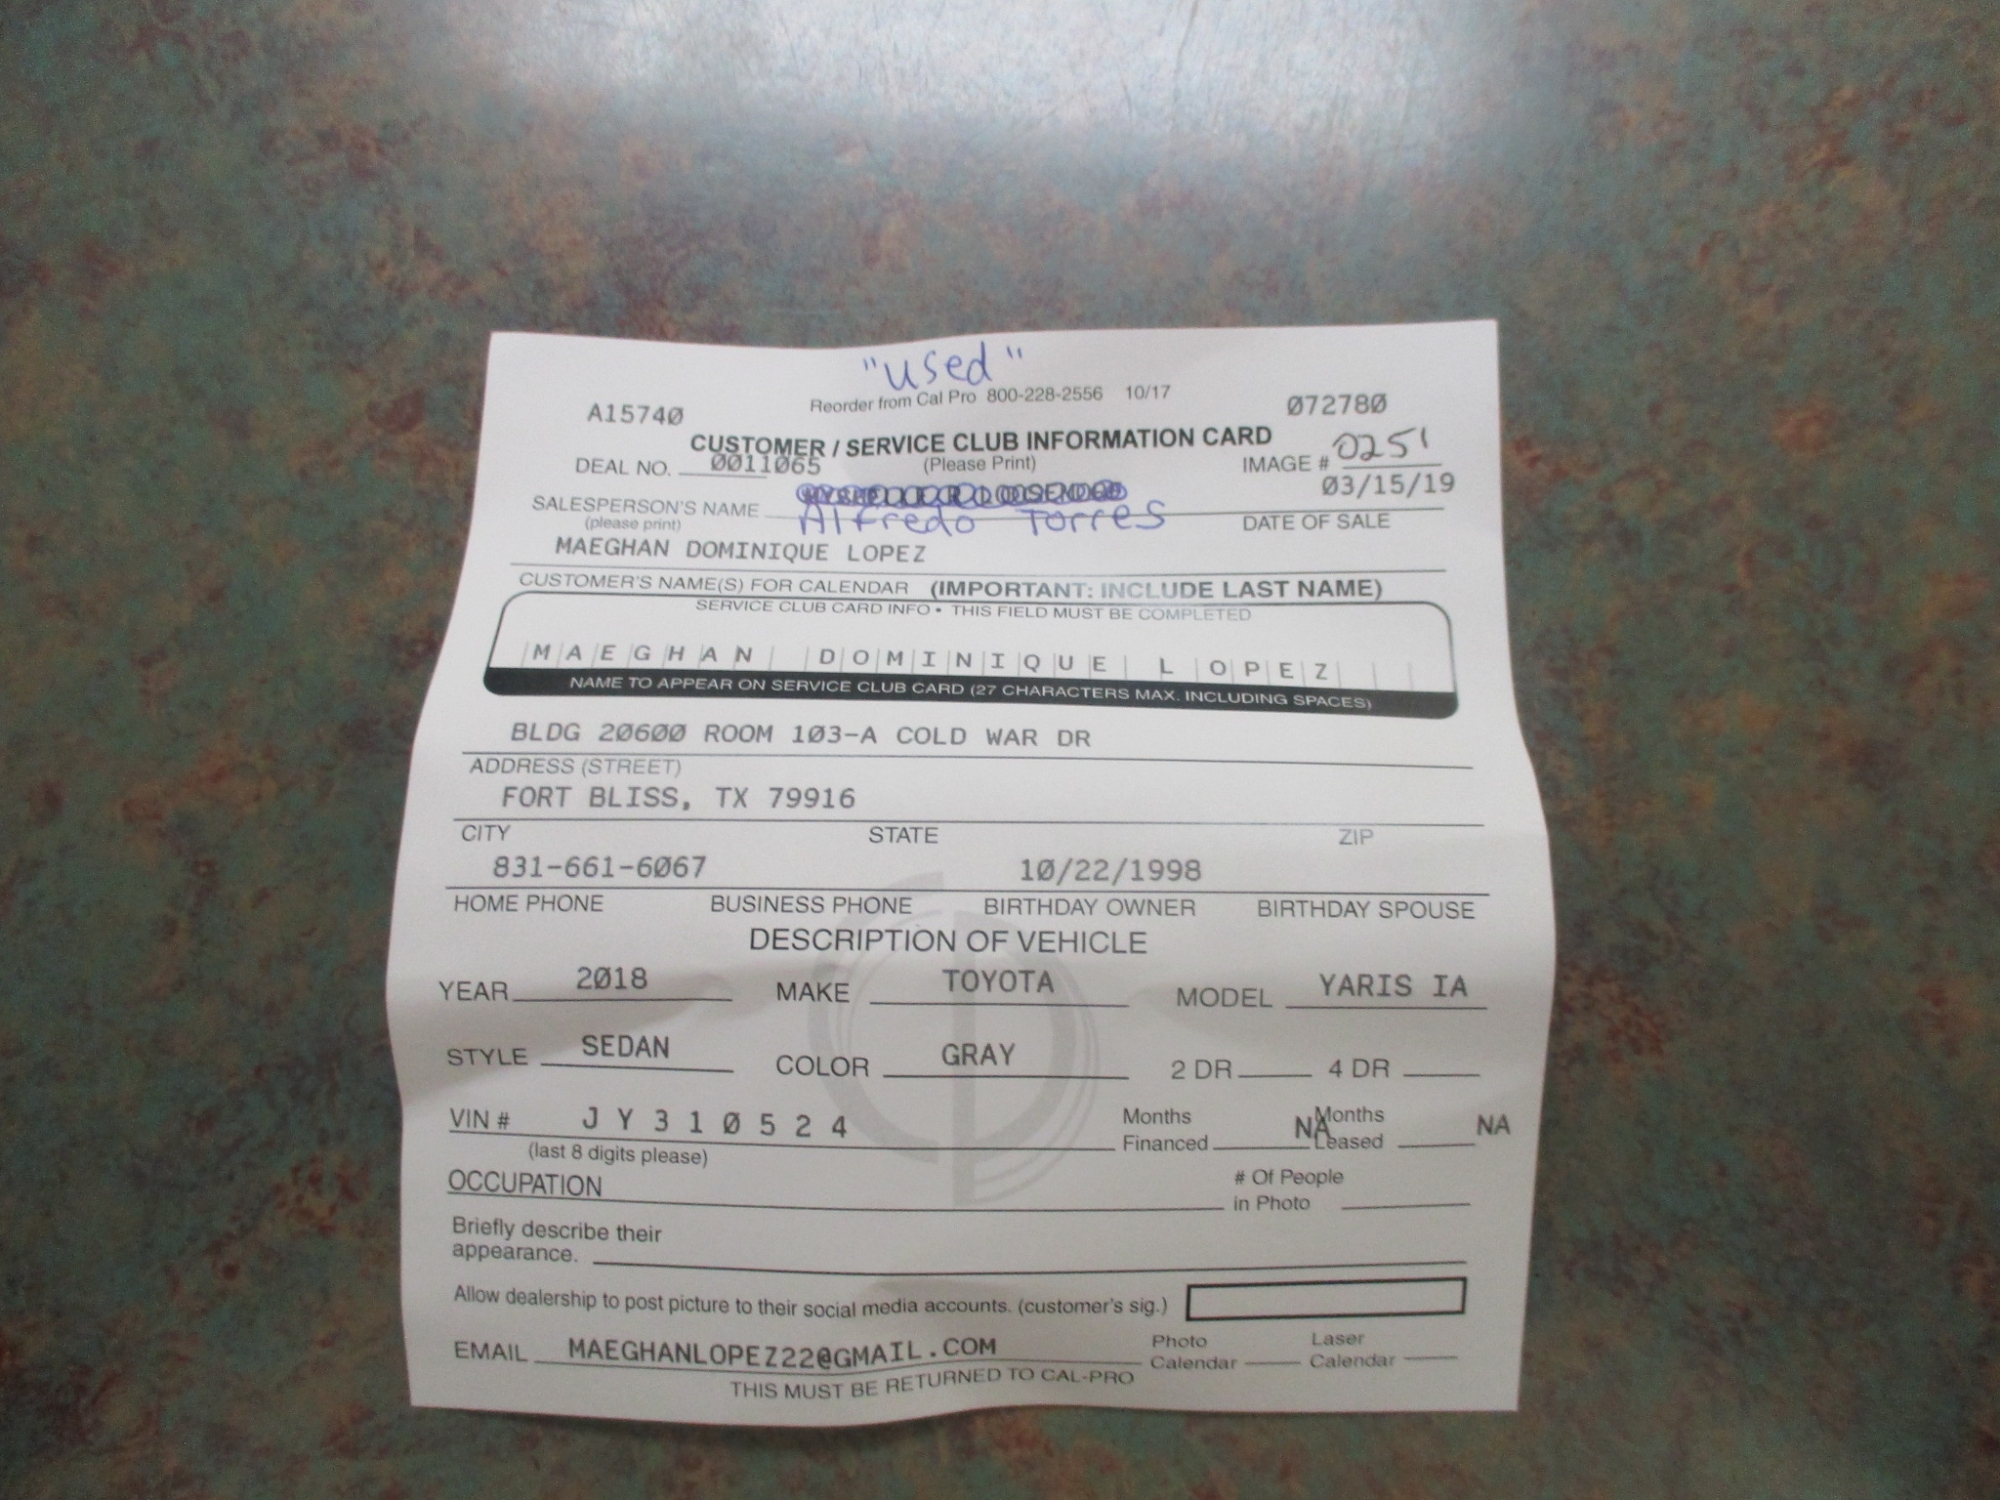 "used"
Reorder from Cal Pro 800-228-2556 10/17
A15740 072780
CUSTOMER / SERVICE CLUB INFORMATION CARD
DEAL NO. 0011065 (Please Print) IMAGE # 0251
03/15/19
SALESPERSON'S NAME Alfredo Torres DATE OF SALE
(please print)
MAEGHAN DOMINIQUE LOPEZ
CUSTOMER'S NAME(S) FOR CALENDAR (IMPORTANT: INCLUDE LAST NAME)
SERVICE CLUB CARD INFO • THIS FIELD MUST BE COMPLETED
MAEGHAN DOMINIQUE LOPEZ
NAME TO APPEAR ON SERVICE CLUB CARD (27 CHARACTERS MAX. INCLUDING SPACES)
BLDG 20600 ROOM 103-A COLD WAR DR
ADDRESS (STREET)
FORT BLISS, TX 79916
CITY STATE ZIP
831-661-6067 10/22/1998
HOME PHONE BUSINESS PHONE BIRTHDAY OWNER BIRTHDAY SPOUSE
DESCRIPTION OF VEHICLE
YEAR 2018 MAKE TOYOTA MODEL YARIS IA
STYLE SEDAN COLOR GRAY 2 DR 4 DR
VIN # JY310524 Months Financed NA Months Leased NA
(last 8 digits please)
OCCUPATION # Of People in Photo
Briefly describe their
appearance.
Allow dealership to post picture to their social media accounts. (customer's sig.)
EMAIL MAEGHANLOPEZ22@GMAIL.COM Photo Calendar Laser Calendar
THIS MUST BE RETURNED TO CAL-PRO